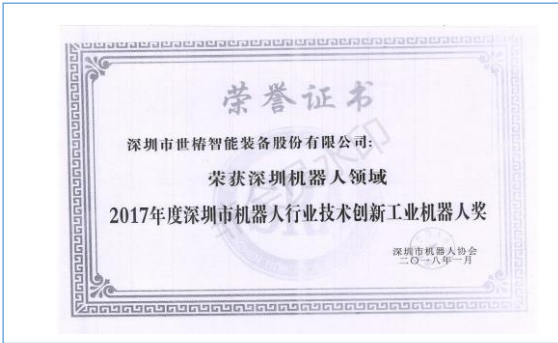 荣誉证书
深圳市世椿智能装备股份有限公司:
荣获深圳机器人领域
2017年度深圳市机器人行业技术创新工业机器人奖
深圳市机器人协会
二〇一八年一月